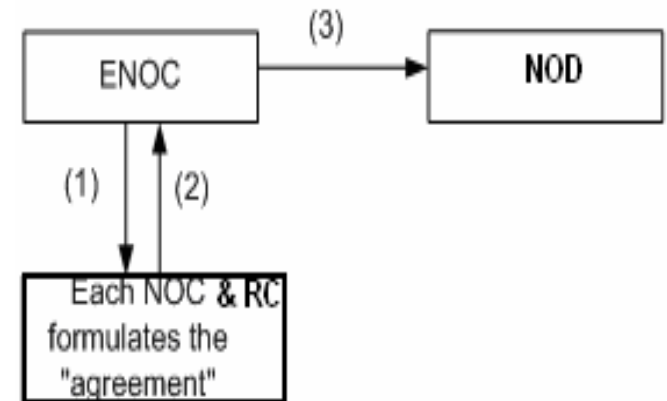 (3)
ENOC
NOD
(1)
(2)
Each NOC & RC
formulates the
"agreement"